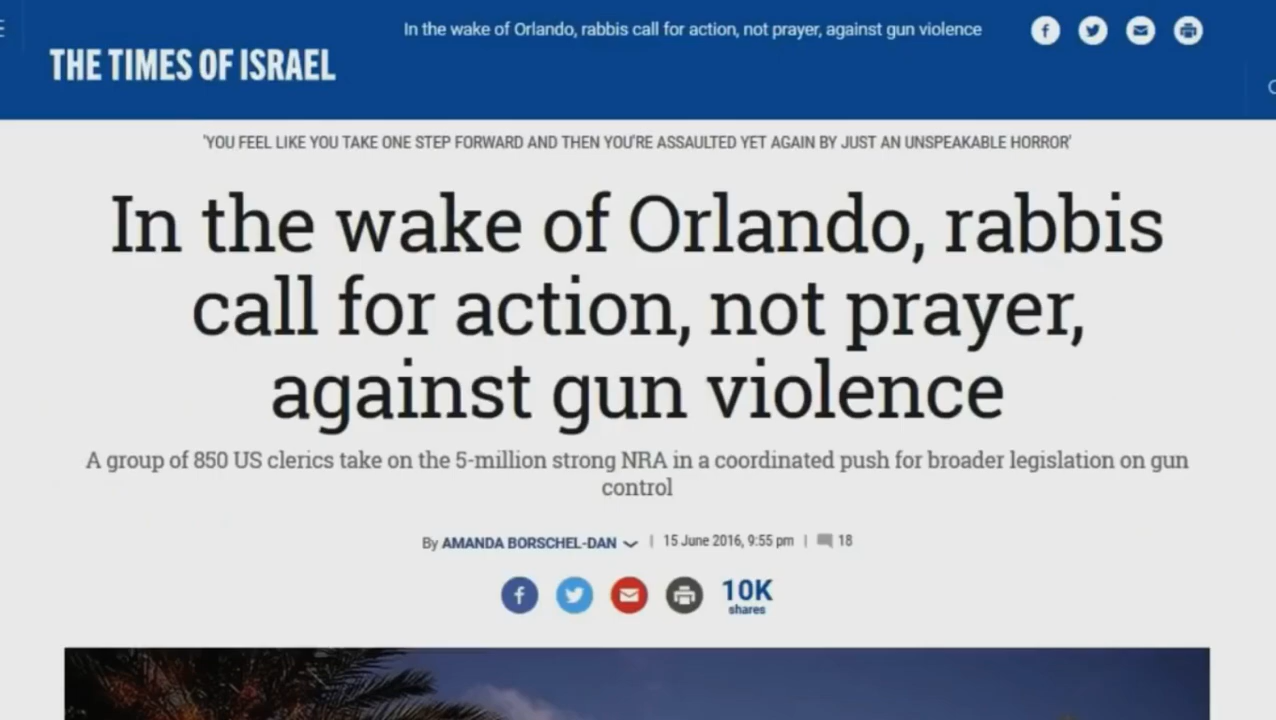 In the wake of Orlando, rabbis call for action, not prayer, against gun violence
THE TIMES OF ISRAEL
'YOU FEEL LIKE YOU TAKE ONE STEP FORWARD AND THEN YOU'RE ASSAULTED YET AGAIN BY JUST AN UNSPEAKABLE HORROR'
In the wake of Orlando, rabbis
call for action, not prayer,
against gun violence
A group of 850 US clerics take on the 5-million strong NRA in a coordinated push for broader legislation on gun
control
By AMANDA BORSCHEL-DAN | 15 June 2016, 9:55 pm | 18
10K
shares